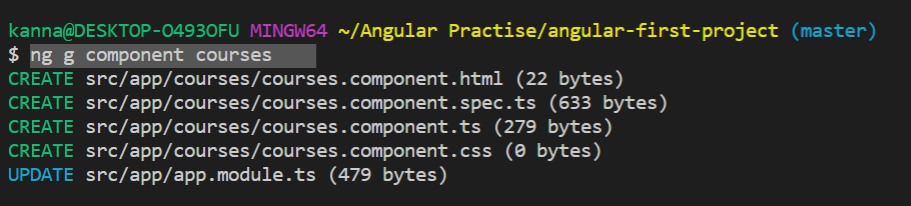 kanna@DESKTOP-O493OFU MINGW64 ~/Angular Practise/angular-first-project (master)
$ ng g component courses
CREATE src/app/courses/courses.component.html (22 bytes)
CREATE src/app/courses/courses.component.spec.ts (633 bytes)
CREATE src/app/courses/courses.component.ts (279 bytes)
CREATE src/app/courses/courses.component.css (0 bytes)
UPDATE src/app/app.module.ts (479 bytes)